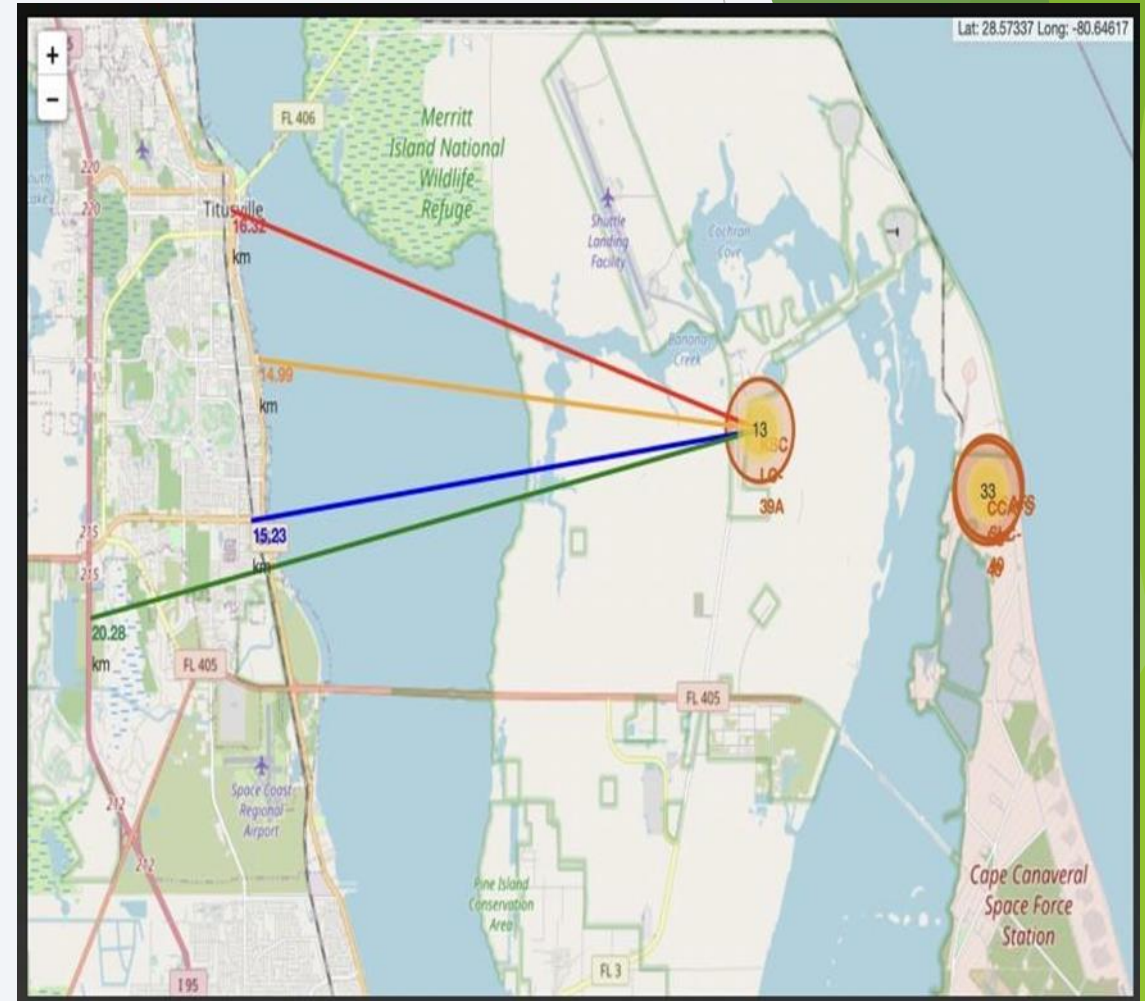 Lat: 28.57337 Long: -80.64617
+
−
FL 406
Merritt
Island National
Wildlife
Refuge
220
220
Titusville
16.32
km
Shuttle
Landing
Facility
Cochran
Cove
Banana
Creek
14.99
km
13
KSC
LC-
39A
33
15.23
km
215
215
20.28
km
FL 405
FL 405
Space Coast
Regional
Airport
212
212
Pine Island
Conservation
Area
Cape Canaveral
Space Force
Station
FL 3
I 95